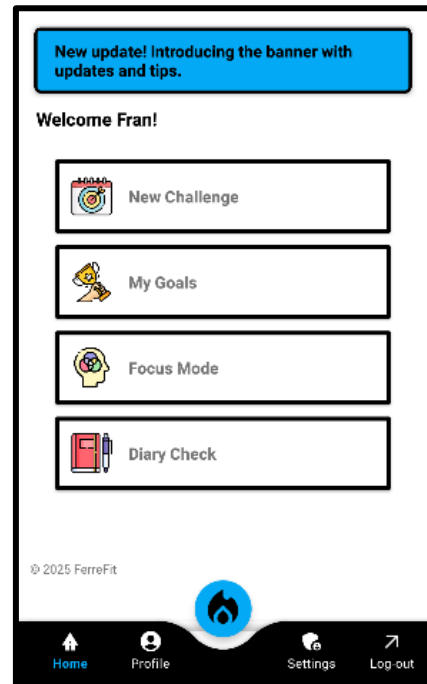 New update! Introducing the banner with
updates and tips.
Welcome Fran!
New Challenge
My Goals
Focus Mode
Diary Check
© 2025 FerreFit
Home
Profile
Settings
Log-out